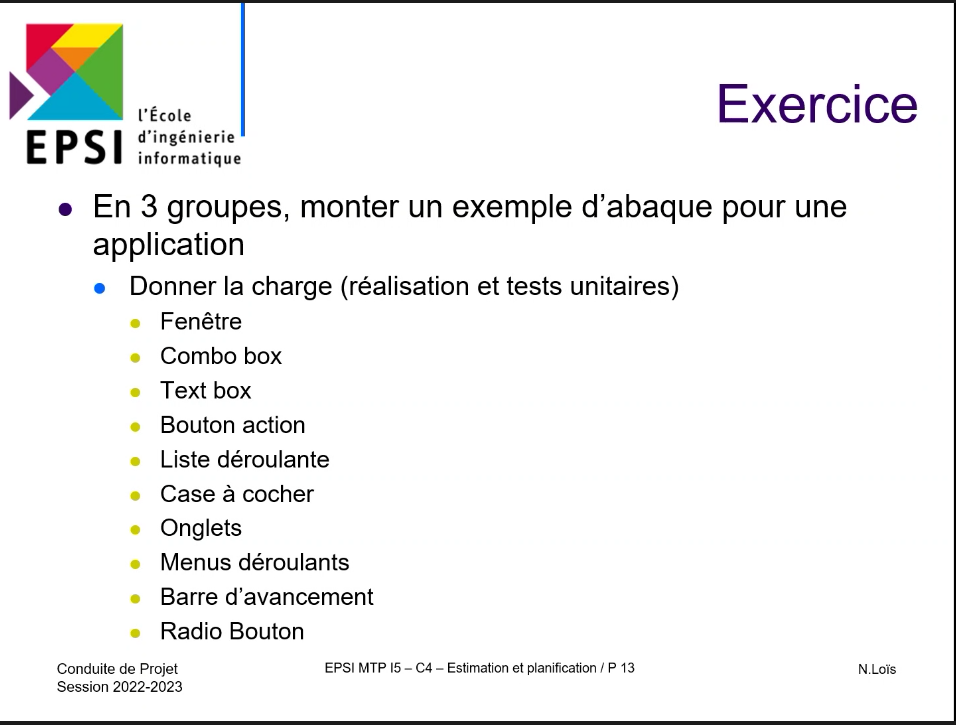 EPSI
l'École
d'ingénierie
informatique
Exercice
En 3 groupes, monter un exemple d’abaque pour une
application
Donner la charge (réalisation et tests unitaires)
Fenêtre
Combo box
Text box
Bouton action
Liste déroulante
Case à cocher
Onglets
Menus déroulants
Barre d’avancement
Radio Bouton
Conduite de Projet
Session 2022-2023
EPSI MTP I5 – C4 – Estimation et planification / P 13
N.Loïs